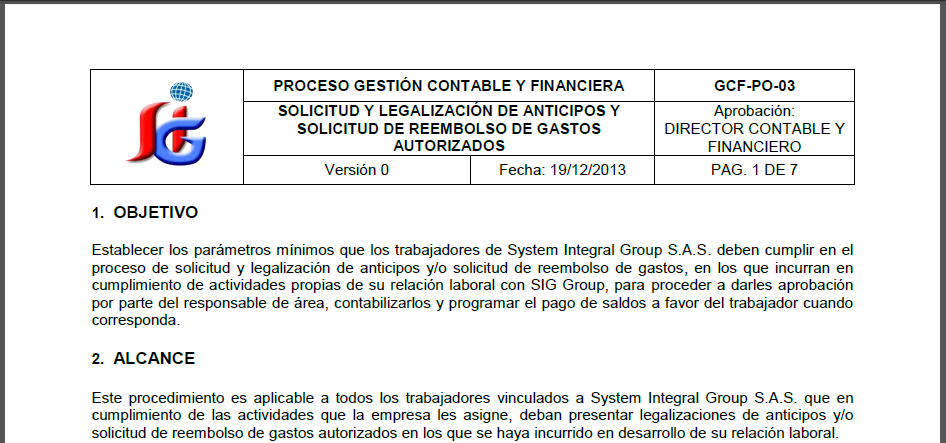 SiG
PROCESO GESTIÓN CONTABLE Y FINANCIERA
GCF-PO-03
SOLICITUD Y LEGALIZACIÓN DE ANTICIPOS Y
SOLICITUD DE REEMBOLSO DE GASTOS
AUTORIZADOS
Aprobación:
DIRECTOR CONTABLE Y
FINANCIERO
Versión 0
Fecha: 19/12/2013
PAG. 1 DE 7
1. OBJETIVO
Establecer los parámetros mínimos que los trabajadores de System Integral Group S.A.S. deben cumplir en el
proceso de solicitud y legalización de anticipos y/o solicitud de reembolso de gastos, en los que incurran en
cumplimiento de actividades propias de su relación laboral con SIG Group, para proceder a darles aprobación
por parte del responsable de área, contabilizarlos y programar el pago de saldos a favor del trabajador cuando
corresponda.
2. ALCANCE
Este procedimiento es aplicable a todos los trabajadores vinculados a System Integral Group S.A.S. que en
cumplimiento de las actividades que la empresa les asigne, deban presentar legalizaciones de anticipos y/o
solicitud de reembolso de gastos autorizados en los que se haya incurrido en desarrollo de su relación laboral.